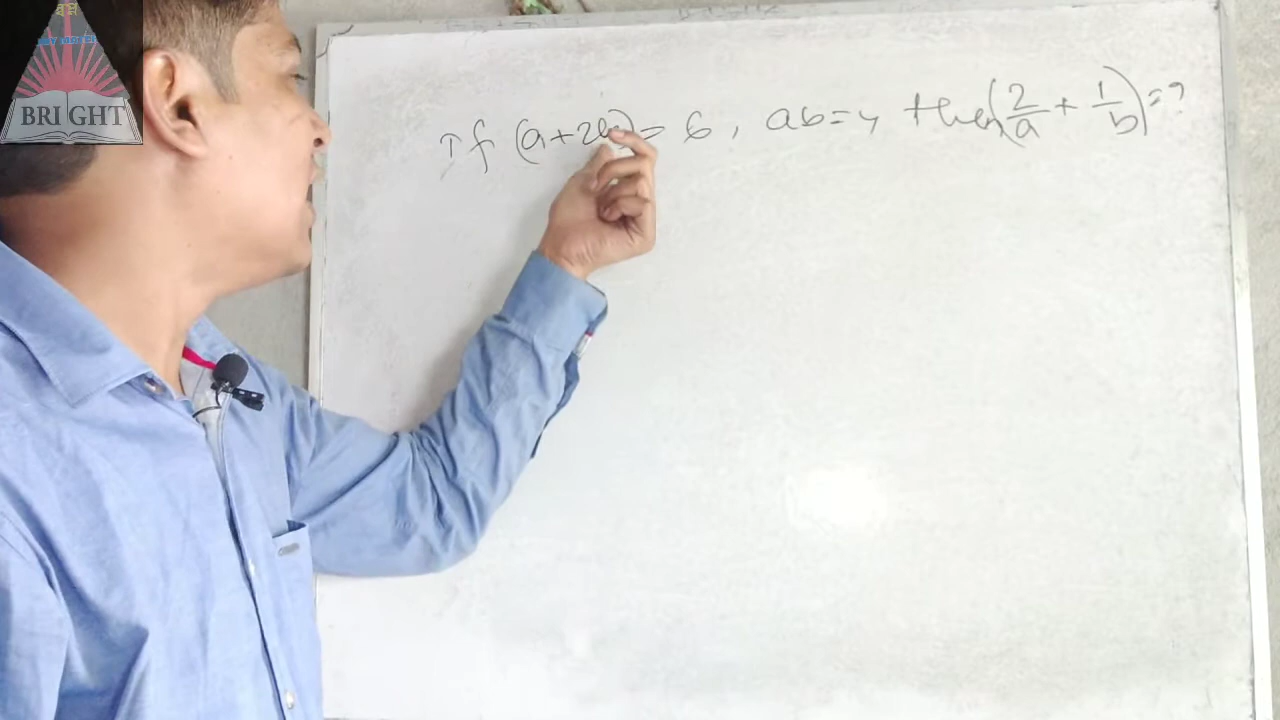 BRIGHT
If (a+2b) = 6, ab=4 then (2/a + 1/b) = ?